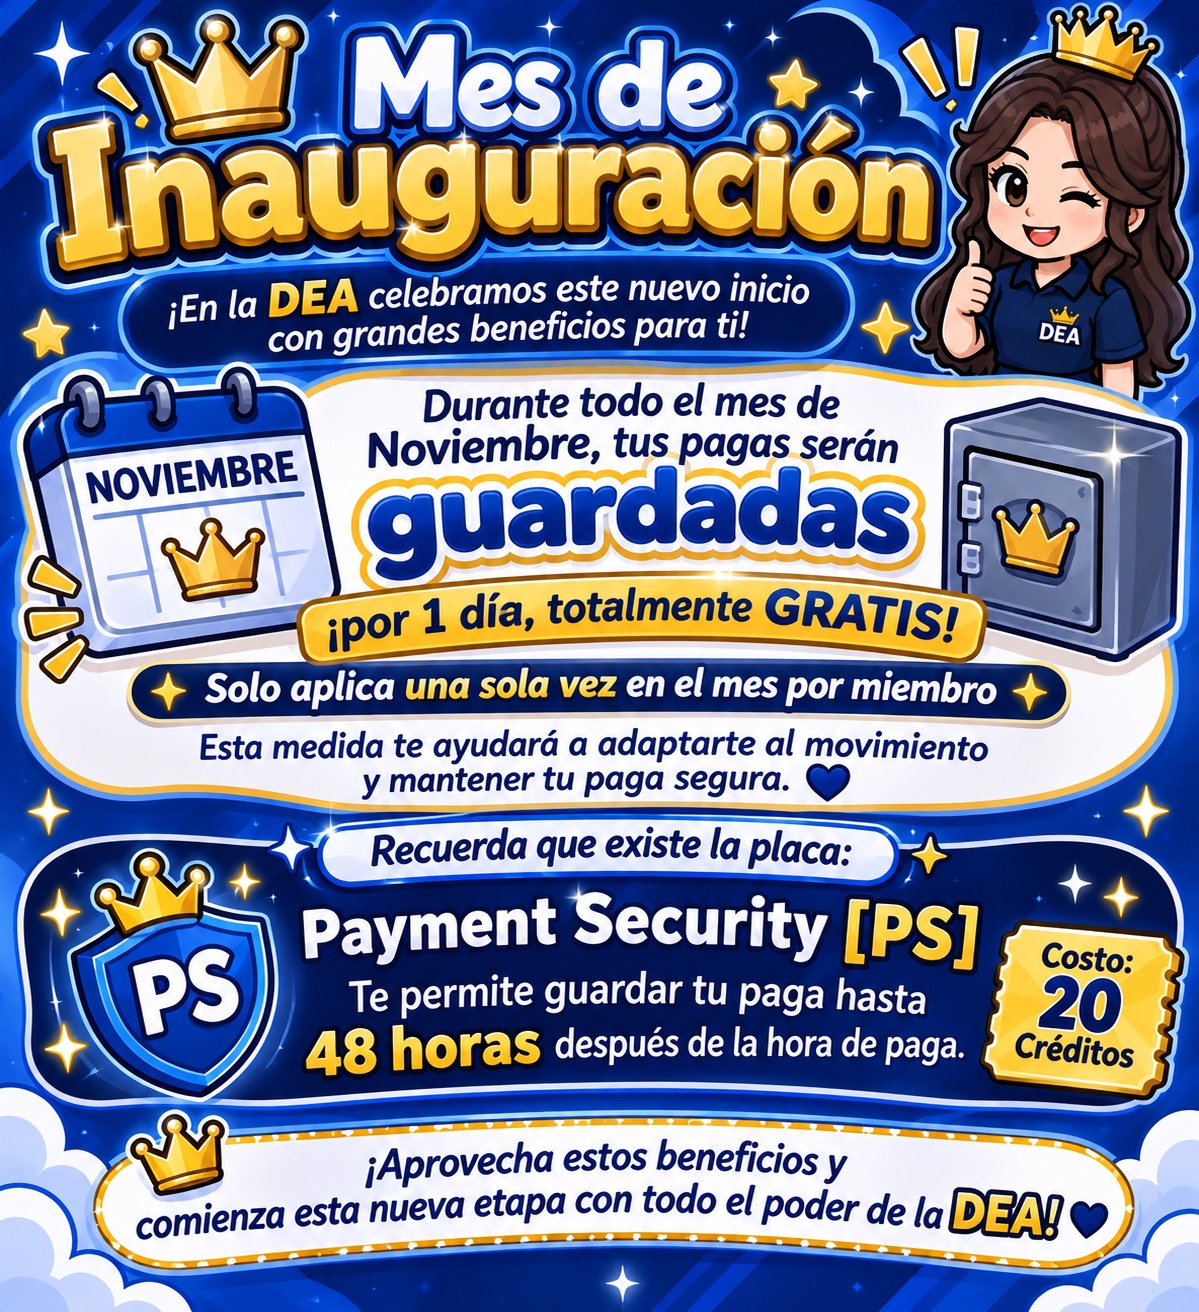 Mes de
Inauguración
¡En la DEA celebramos este nuevo inicio
con grandes beneficios para ti!
DEA
NOVIEMBRE
Durante todo el mes de
Noviembre, tus pagas serán
guardadas
¡por 1 día, totalmente GRATIS!
Solo aplica una sola vez en el mes por miembro
Esta medida te ayudará a adaptarte al movimiento
y mantener tu paga segura.
Recuerda que existe la placa:
PS
Payment Security [PS]
Te permite guardar tu paga hasta
48 horas después de la hora de paga.
Costo:
20
Créditos
¡Aprovecha estos beneficios y
comienza esta nueva etapa con todo el poder de la DEA!